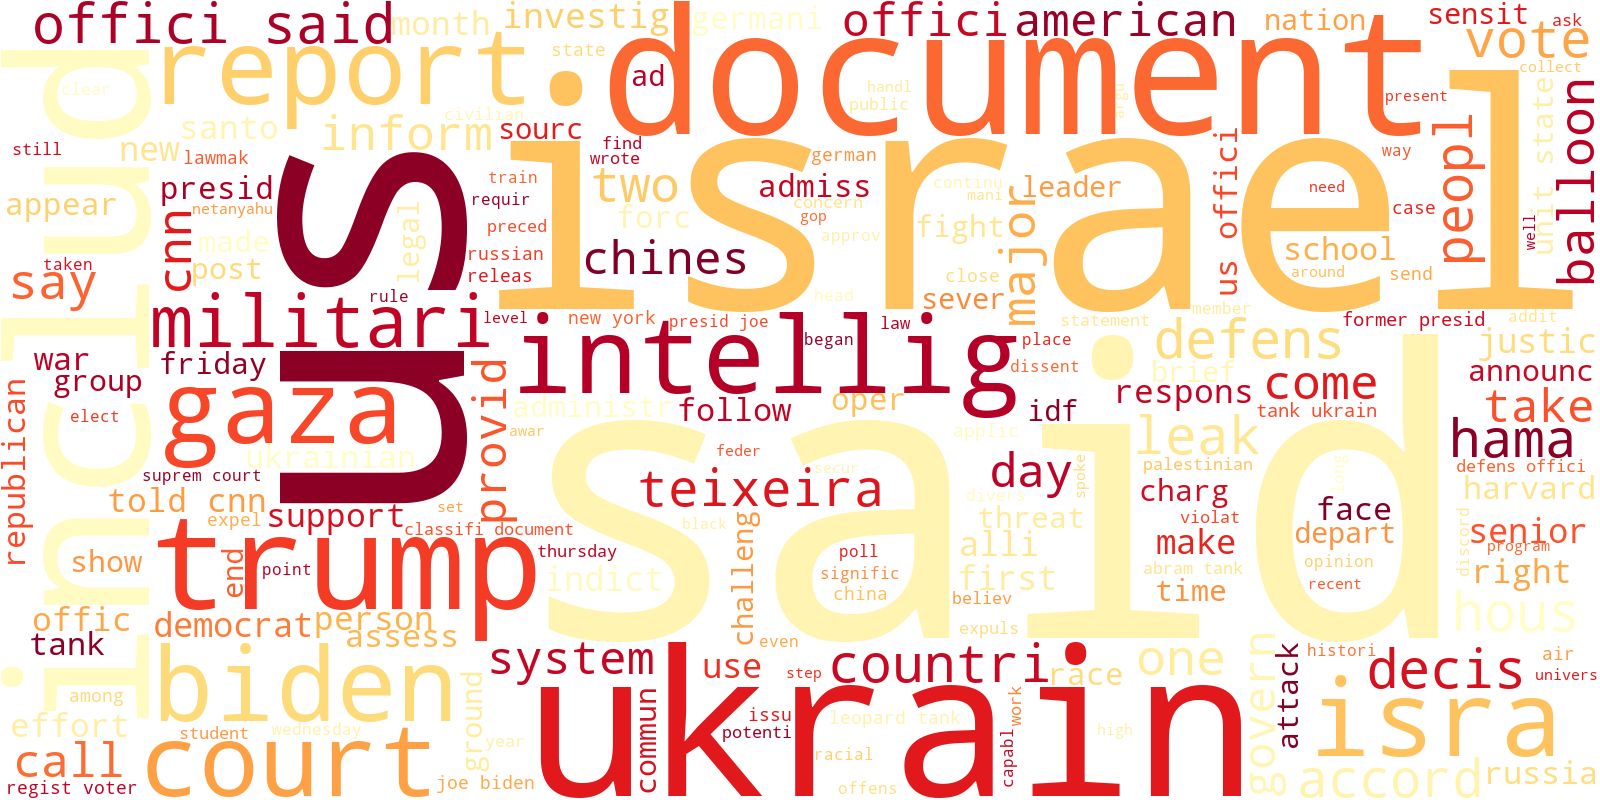 offici said
month
investig
germani
offici
american
nation
sensit
ask
report
state
document
vote
clear
ad
handl
public
argu
present
collect
includ
santo
civilian
inform
sourc
balloon
new
lawmak
find
wrote
german
peopl
way
unit state
still
presid
two
admiss
leader
us offici
need
case
well
appear
netanyahu
cnn
us
train
requir
continu
mani
concern
gop
approv
major
legal
forc
preced
fight
israel
made
post
russian
releas
chines
school
around
send
taken
say
close
head
sever
member
rule
militari
level
new york
presid joe
intellig
law
began
statement
former presid
addit
place
defens
justic
war
friday
group
dissent
brief
respons
come
announc
gaza
provid
administr
follow
oper
idf
tank ukrain
take
republican
elect
awar
applic
leak
hama
ukrainian
feder
secur
day
spoke
palestinian
long
defens offici
suprem court
told cnn
teixeira
divers
charg
harvard
expel
support
set
classifi document
black
challeng
threat
violat
face
depart
discord
senior
program
show
end
point
trump
thursday
indict
poll
signific
china
alli
first
make
abram tank
opinion
right
said
believ
time
recent
offic
democrat
person
assess
even
expuls
hous
tank
biden
system
use
step
countri
race
one
govern
attack
histori
decis
air
univers
among
effort
student
wednesday
ground
year
commun
issu
potenti
leopard tank
work
capabl
high
isra
ukrain
call
court
racial
regist voter
joe biden
offens
accord
russia